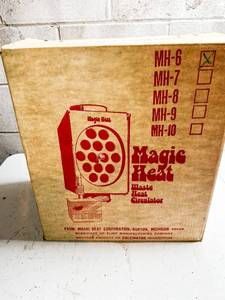 MH-6
MH-7
MH-8
MH-9
MH-10
Magic Heat
Magic
Heat
Waste
Heat
Circulator
FROM: MAGIC HEAT CORPORATION, BURTON, MICHIGAN